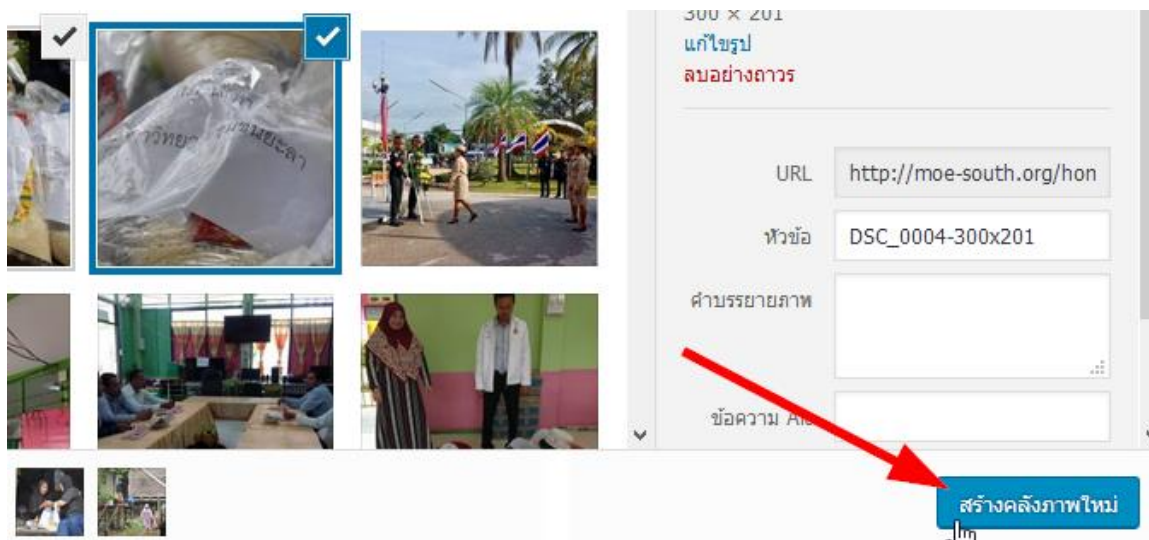 300 × 201
แก้ไขรูป
ลบอย่างถาวร
URL
http://moe-south.org/hon
หัวข้อ
DSC_0004-300x201
คำบรรยายภาพ
ข้อความ Alt
สร้างคลังภาพใหม่